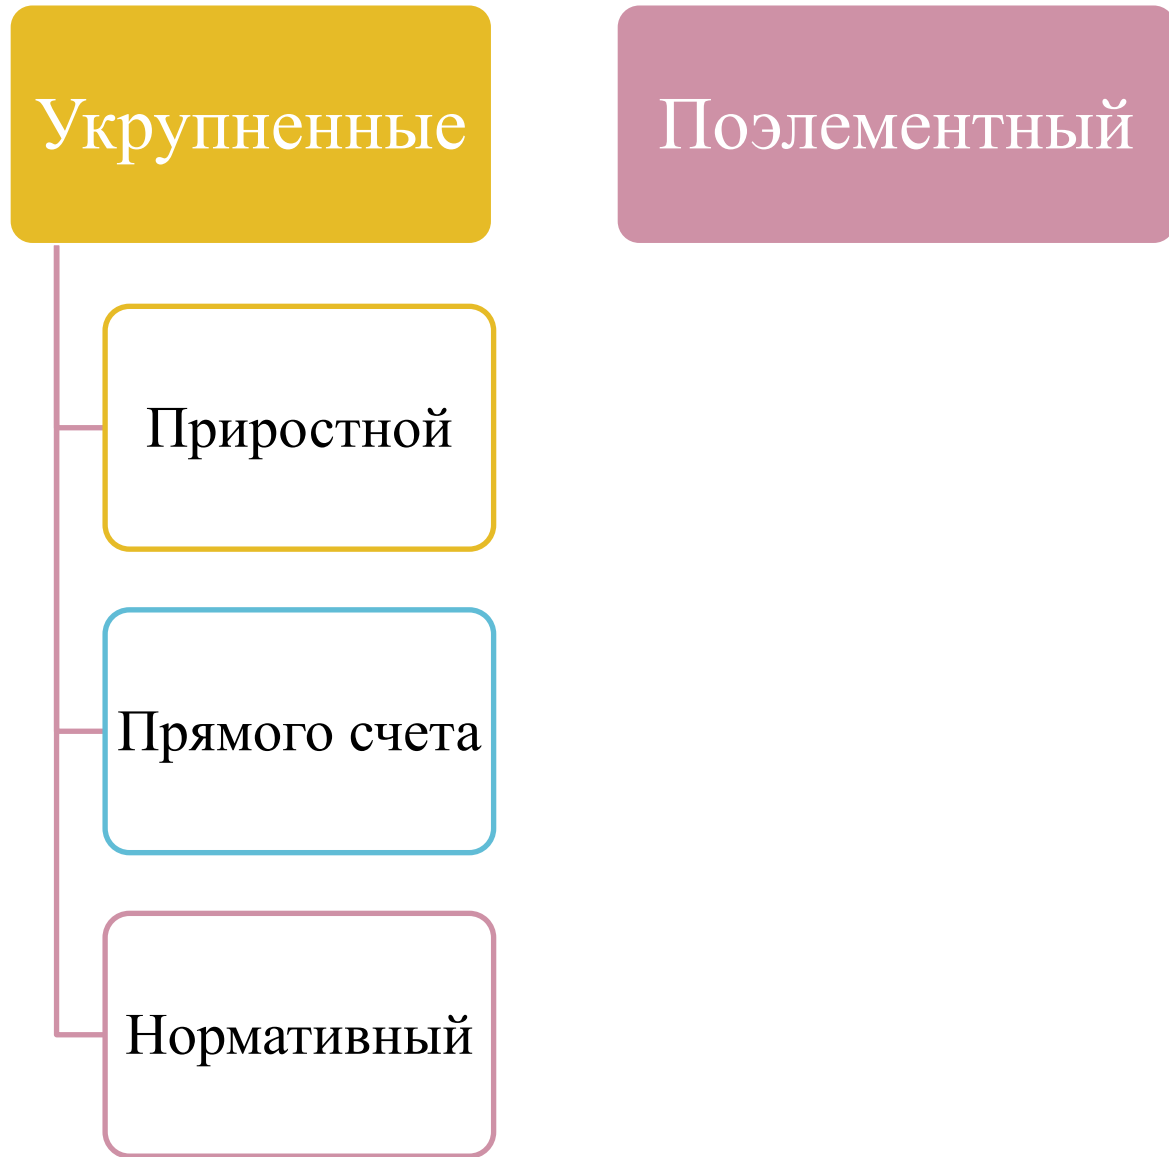 Укрупненные
Поэлементный
Приростной
Прямого счета
Нормативный